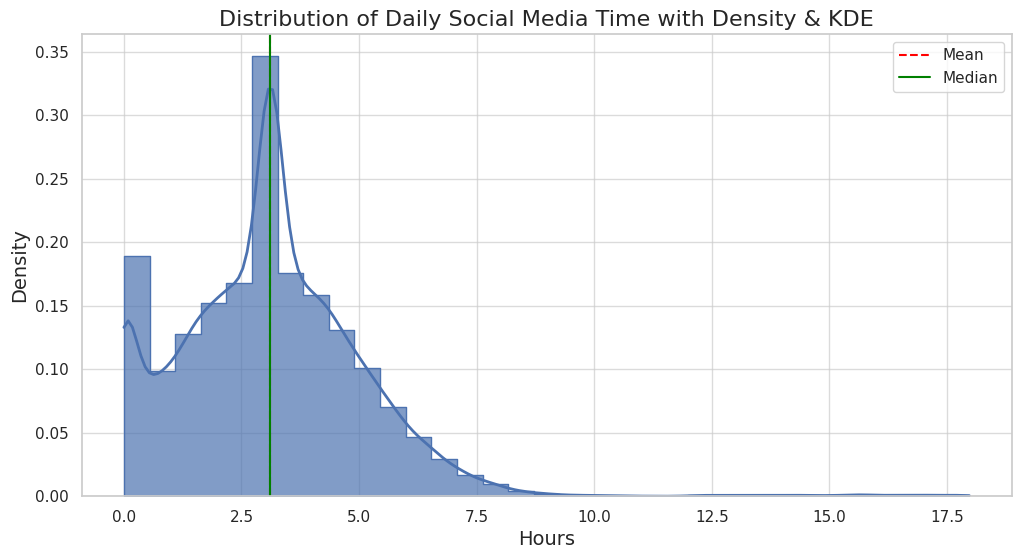 Distribution of Daily Social Media Time with Density & KDE
Mean
Median
Density
0.35
0.30
0.25
0.20
0.15
0.10
0.05
0.00
0.0 2.5 5.0 7.5 10.0 12.5 15.0 17.5
Hours